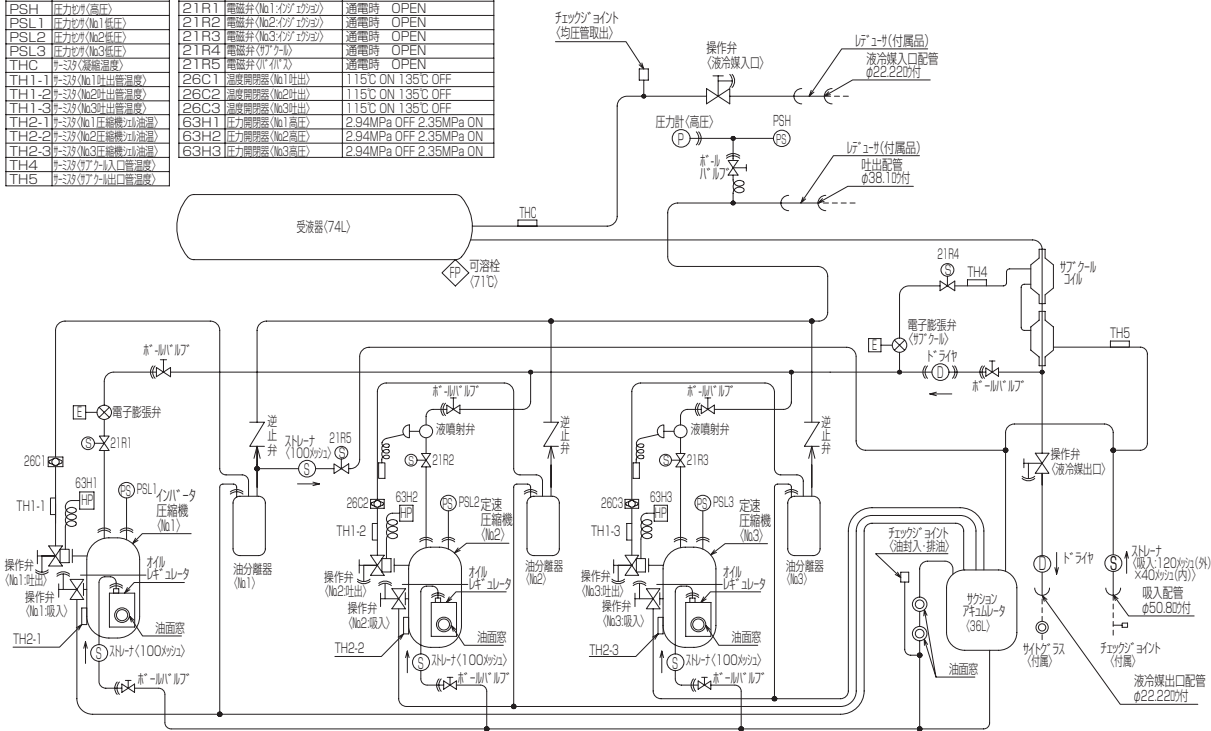 PSH 圧力センサ〈高圧〉
PSL1 圧力センサ〈No.1低圧〉
PSL2 圧力センサ〈No.2低圧〉
PSL3 圧力センサ〈No.3低圧〉
THC サーミスタ〈凝縮温度〉
TH1-1 サーミスタ〈No.1吐出管温度〉
TH1-2 サーミスタ〈No.2吐出管温度〉
TH1-3 サーミスタ〈No.3吐出管温度〉
TH2-1 サーミスタ〈No.1圧縮機シェル油温〉
TH2-2 サーミスタ〈No.2圧縮機シェル油温〉
TH2-3 サーミスタ〈No.3圧縮機シェル油温〉
TH4 サーミスタ〈サブクール入口管温度〉
TH5 サーミスタ〈サブクール出口管温度〉
21R1 電磁弁〈No.1:インジェクション〉 通電時 OPEN
21R2 電磁弁〈No.2:インジェクション〉 通電時 OPEN
21R3 電磁弁〈No.3:インジェクション〉 通電時 OPEN
21R4 電磁弁〈サブクール〉 通電時 OPEN
21R5 電磁弁〈バイパス〉 通電時 OPEN
26C1 温度開閉器〈No.1吐出〉 115℃ ON 135℃ OFF
26C2 温度開閉器〈No.2吐出〉 115℃ ON 135℃ OFF
26C3 温度開閉器〈No.3吐出〉 115℃ ON 135℃ OFF
63H1 圧力開閉器〈No.1高圧〉 2.94MPa OFF 2.35MPa ON
63H2 圧力開閉器〈No.2高圧〉 2.94MPa OFF 2.35MPa ON
63H3 圧力開閉器〈No.3高圧〉 2.94MPa OFF 2.35MPa ON
チェックジョイント
〈均圧管取出〉
操作弁
〈液冷媒入口〉
レデューサ(付属品)
液冷媒入口配管
φ22.22ロウ付
圧力計〈高圧〉
P
PSH
PS
ボール
バルブ
レデューサ(付属品)
吐出配管
φ38.1ロウ付
THC
受液器〈74L〉
FP
可溶栓
〈71℃〉
21R4
S
TH4
サブクール
コイル
電子膨張弁
〈サブクール〉
E
TH5
ドライヤ
D
ボールバルブ
ボールバルブ
E
電子膨張弁
S
21R1
26C1
63H1
HP
TH1-1
PS
PSL1
インバータ
圧縮機
〈No.1〉
操作弁
〈No.1:吐出〉
操作弁
〈No.1:吸入〉
オイル
レギュレータ
油面窓
TH2-1
S
ストレーナ〈100メッシュ〉
ボールバルブ
逆止弁
油分離器
〈No.1〉
ストレーナ
〈100メッシュ〉
S
21R5
S
ボールバルブ
液噴射弁
S
21R2
26C2
63H2
HP
TH1-2
PS
PSL2
定速
圧縮機
〈No.2〉
操作弁
〈No.2:吐出〉
操作弁
〈No.2:吸入〉
オイル
レギュレータ
油面窓
TH2-2
S
ストレーナ〈100メッシュ〉
ボールバルブ
逆止弁
油分離器
〈No.2〉
ボールバルブ
液噴射弁
S
21R3
26C3
63H3
HP
TH1-3
PS
PSL3
定速
圧縮機
〈No.3〉
操作弁
〈No.3:吐出〉
操作弁
〈No.3:吸入〉
オイル
レギュレータ
油面窓
TH2-3
S
ストレーナ〈100メッシュ〉
ボールバルブ
逆止弁
油分離器
〈No.3〉
チェックジョイント
〈油封入・排油〉
サクション
アキュムレータ
〈36L〉
油面窓
操作弁
〈液冷媒出口〉
D
ドライヤ
サイトグラス
〈付属〉
S
ストレーナ
〈吸入:120メッシュ(外)
×40メッシュ(内)〉
吸入配管
φ50.8ロウ付
チェックジョイント
〈付属〉
液冷媒出口配管
φ22.22ロウ付